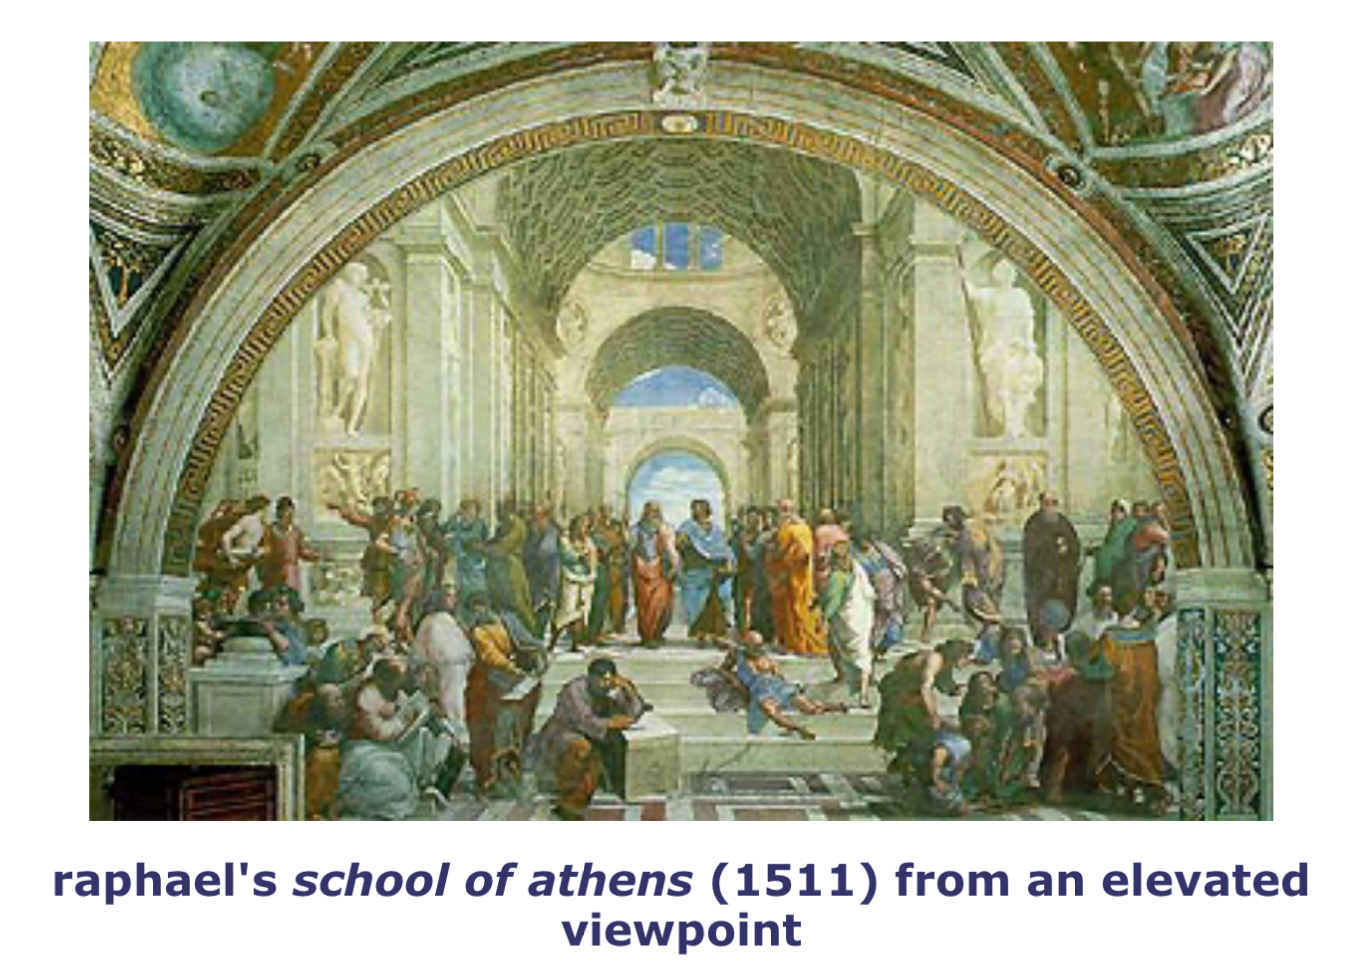 raphael's school of athens (1511) from an elevated
viewpoint